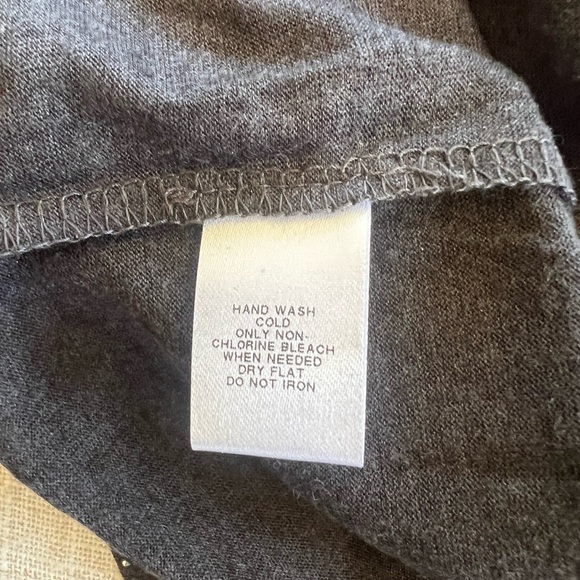 HAND WASH
COLD
ONLY NON-
CHLORINE BLEACH
WHEN NEEDED
DRY FLAT
DO NOT IRON